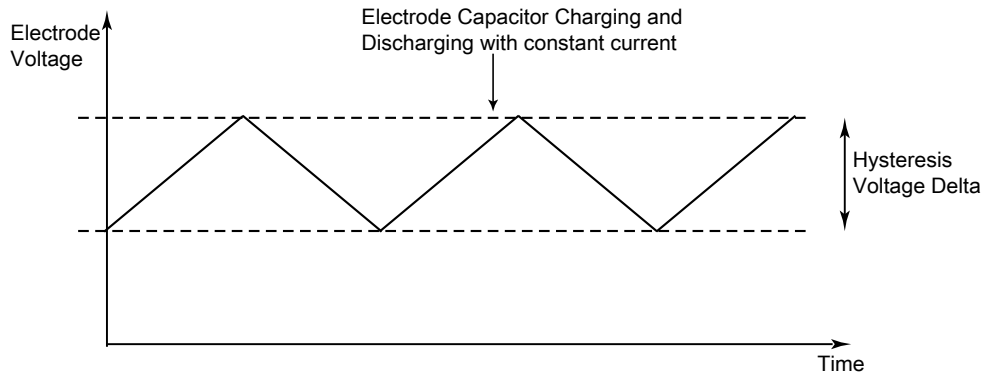 Electrode Capacitor Charging and
Discharging with constant current
Electrode
Voltage
Hysteresis
Voltage Delta
Time